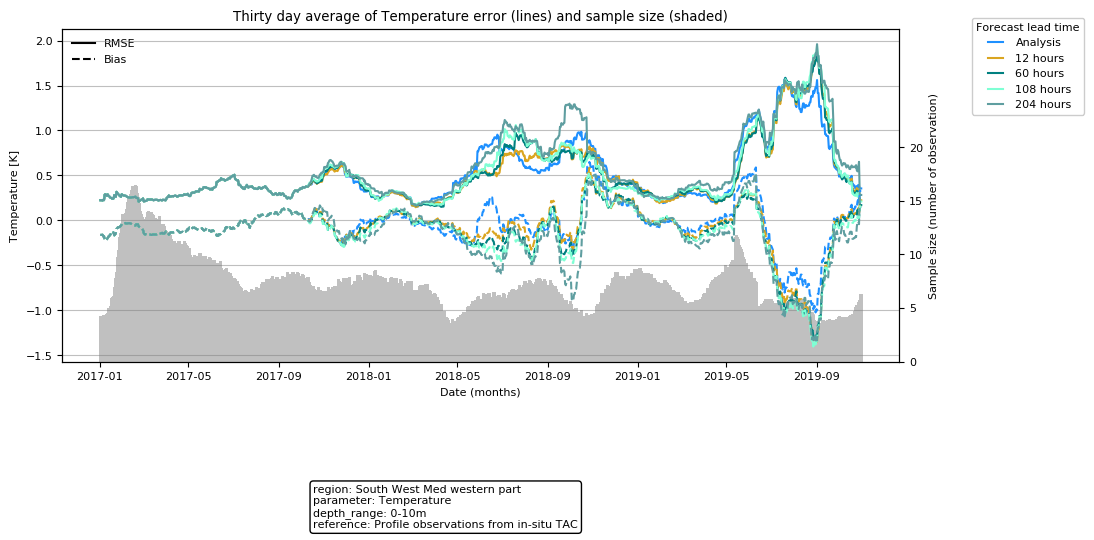 Thirty day average of Temperature error (lines) and sample size (shaded)
RMSE
Bias
Forecast lead time
Analysis
12 hours
60 hours
108 hours
204 hours
Temperature [K]
2.0
1.5
1.0
0.5
0.0
−0.5
−1.0
−1.5
Sample size (number of observation)
20
15
10
5
0
2017-01 2017-05 2017-09 2018-01 2018-05 2018-09 2019-01 2019-05 2019-09
Date (months)
region: South West Med western part
parameter: Temperature
depth_range: 0-10m
reference: Profile observations from in-situ TAC